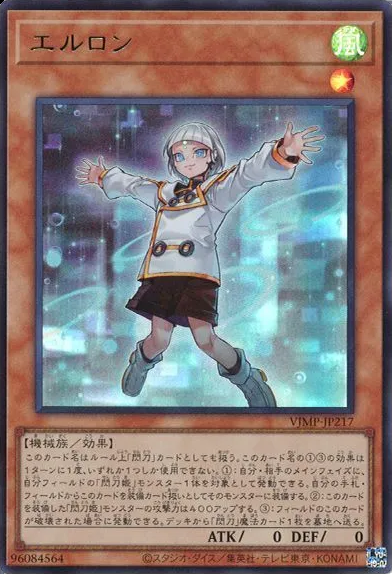 エルロン
風
VJMP-JP217
【機械族／効果】
このカード名はルール上「閃刀」カードとしても扱う。このカード名の①③の効果は
1ターンに1度、いずれか1つしか使用できない。①：自分・相手のメインフェイズに、
自分フィールドの「閃刀姫」モンスター1体を対象として発動できる。自分の手札・
フィールドからこのカードを装備カード扱いとしてそのモンスターに装備する。②：このカード
を装備した「閃刀姫」モンスターの攻撃力は400アップする。③：フィールドのこのカード
が破壊された場合に発動できる。デッキから「閃刀」魔法カード1枚を墓地へ送る。
ATK/ 0 DEF/ 0
96084564 ©スタジオ・ダイス／集英社・テレビ東京・KONAMI